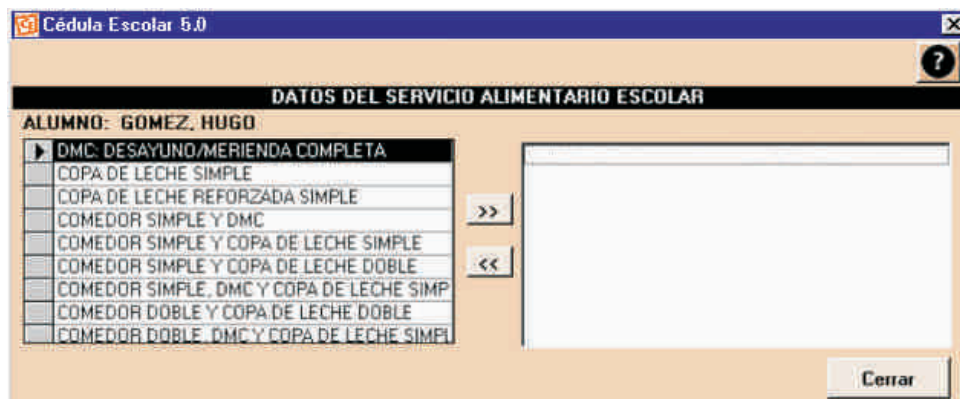 Cédula Escolar 5.0
?
DATOS DEL SERVICIO ALIMENTARIO ESCOLAR
ALUMNO: GOMEZ, HUGO
DMC: DESAYUNO/MERIENDA COMPLETA
COPA DE LECHE SIMPLE
COPA DE LECHE REFORZADA SIMPLE
COMEDOR SIMPLE Y DMC
COMEDOR SIMPLE Y COPA DE LECHE SIMPLE
COMEDOR SIMPLE Y COPA DE LECHE DOBLE
COMEDOR SIMPLE, DMC Y COPA DE LECHE SIMP
COMEDOR DOBLE Y COPA DE LECHE DOBLE
COMEDOR DOBLE, DMC Y COPA DE LECHE SIMPL
>>
<<
Cerrar